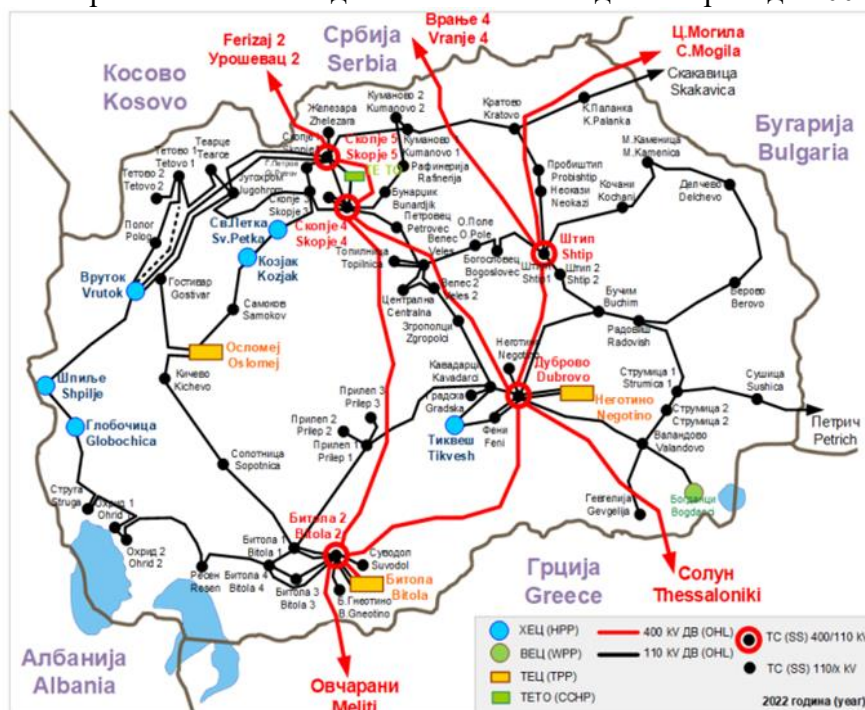 Ferizaj 2
Урошевац 2
Србија
Serbia
Врање 4
Vranje 4
Ц.Могила
C.Mogila
Косово
Kosovo
Скакавица
Skakavica
Бугарија
Bulgaria
Железара
Zhelezara
Куманово 2
Kumanovo 2
Кратово
Kratovo
К.Паланка
K.Palanka
Тетово 1
Tetovo 1
Теарце
Tearce
Скопје 5
Skopje 5
Куманово
Kumanovo 1
М.Каменица
M.Kamenica
Тетово 2
Tetovo 2
Југохром
Jugohrom
Рафинерија
Rafinerija
Пробиштип
Probishtip
Неокази
Neokazi
Кочани
Kochani
Делчево
Delchevo
Бунарџик
Bunardjik
Полог
Polog
Св.Петка
Sv.Petka
Скопје 3
Skopje 3
Скопје 4
Skopje 4
Петровец
Petrovec
Велес
Veles
О.Поле
O.Pole
Богословец
Bogoslovec
Штип
Shtip
Штип 1
Shtip1
Штип 2
Shtip 2
Козјак
Kozjak
Топилница
Topilnica
Вруток
Vrutok
Гостивар
Gostivar
Велес 2
Veles 2
Централна
Centralna
Берово
Berovo
Самоков
Samokov
Бучим
Buchim
Радовиш
Radovish
Згрополци
Zgropolci
Осломеј
Oslomej
Неготино
Negotino
Дуброво
Dubrovo
Струмица 1
Strumica 1
Сушица
Sushica
Шпиље
Shpilje
Кичево
Kichevo
Кавадарци
Kavadarci
Прилеп 3
Prilep 3
Градска
Gradska
Неготино
Negotino
Струмица 2
Струмица 2
Петрич
Petrich
Глобочица
Globochica
Прилеп 2
Prilep 2
Прилеп 1
Prilep 1
Тиквеш
Tikvesh
Фени
Feni
Валандово
Valandovo
Сопотница
Sopotnica
Струга
Struga
Охрид 1
Ohrid 1
Гевгелија
Gevgelija
Богданци
Bogdanci
Охрид 2
Ohrid 2
Битола 1
Bitola 1
Битола 2
Bitola 2
Суводол
Suvodol
Ресен
Resen
Битола 4
Bitola 4
Битола 3
Bitola 3
Битола
Bitola
Б.Гнеотино
B.Gneotino
Грција
Greece
Солун
Thessaloniki
Албанија
Albania
Овчарани
Meliti
ХЕЦ (HPP)
ВЕЦ (WPP)
ТЕЦ (TPP)
ТЕТО (CCHP)
400 kV ДВ (OHL)
110 kV ДВ (OHL)
ТС (SS) 400/110 kV
ТС (SS) 110/x kV
2022 година (year)